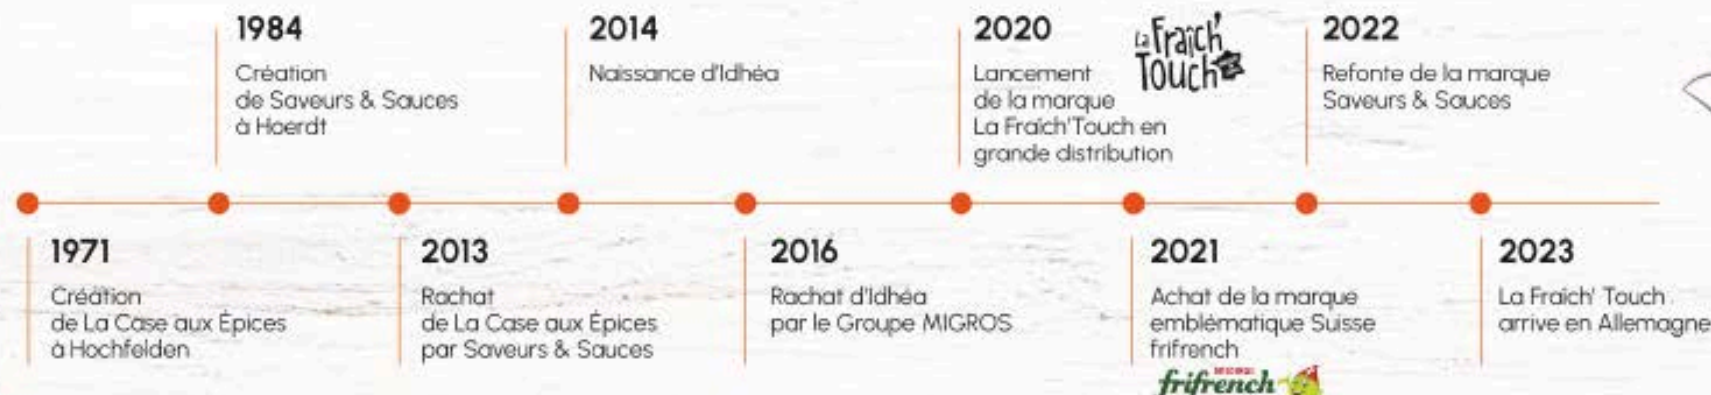 1984
Création
de Saveurs & Sauces
à Hoerdt
2014
Naissance d'Idhéa
2020
Lancement
de la marque
La Fraîch'Touch en
grande distribution
La Fraîch'
Touch
2022
Refonte de la marque
Saveurs & Sauces
1971
Création
de La Case aux Épices
à Hochfelden
2013
Rachat
de La Case aux Épices
par Saveurs & Sauces
2016
Rachat d'Idhéa
par le Groupe MIGROS
2021
Achat de la marque
emblématique Suisse
frifrench
frifrench
2023
La Fraîch' Touch
arrive en Allemagne